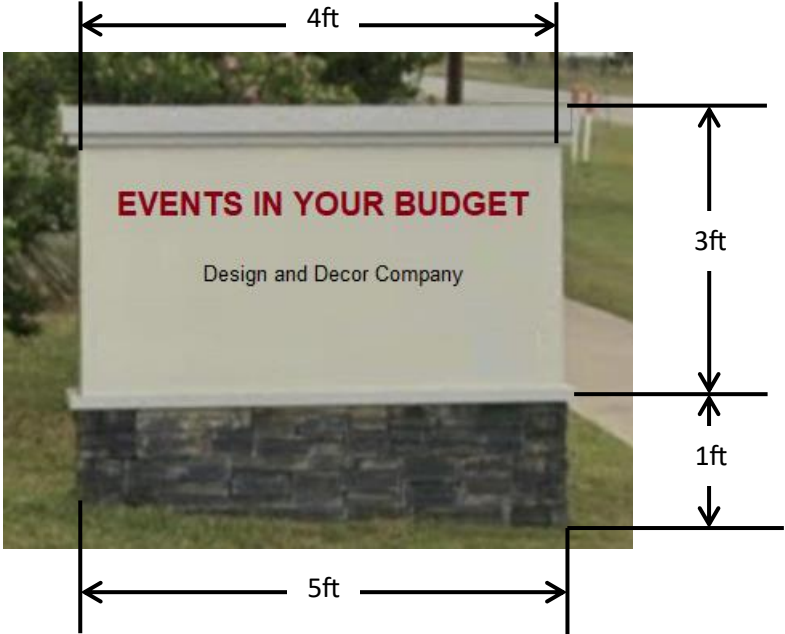 4ft
EVENTS IN YOUR BUDGET
Design and Decor Company
3ft
1ft
5ft